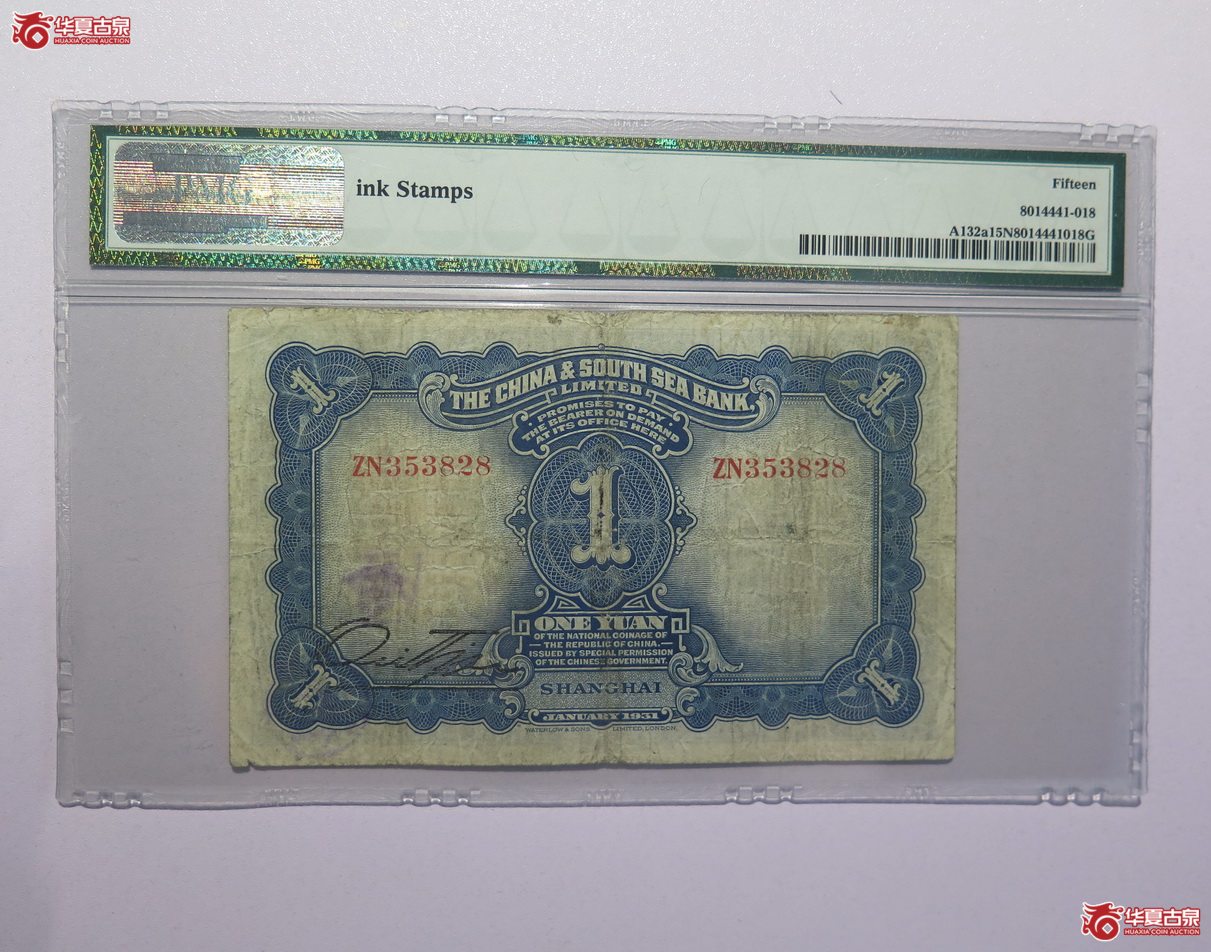 华夏古泉
HUAXIA COIN AUCTION
PMG
ink Stamps
Fifteen
8014441-018
A132a15N8014441018G
1
1
THE CHINA & SOUTH SEA BANK,
LIMITED
PROMISES TO PAY
THE BEARER ON DEMAND
AT ITS OFFICE HERE
ZN353828
ZN353828
1
ONE YUAN
OF THE NATIONAL COINAGE OF
THE REPUBLIC OF CHINA.
ISSUED BY SPECIAL PERMISSION
OF THE CHINESE GOVERNMENT.
1
1
SHANGHAI
JANUARY 1931
WATERLOW & SONS LIMITED, LONDON.
华夏古泉
HUAXIA COIN AUCTION